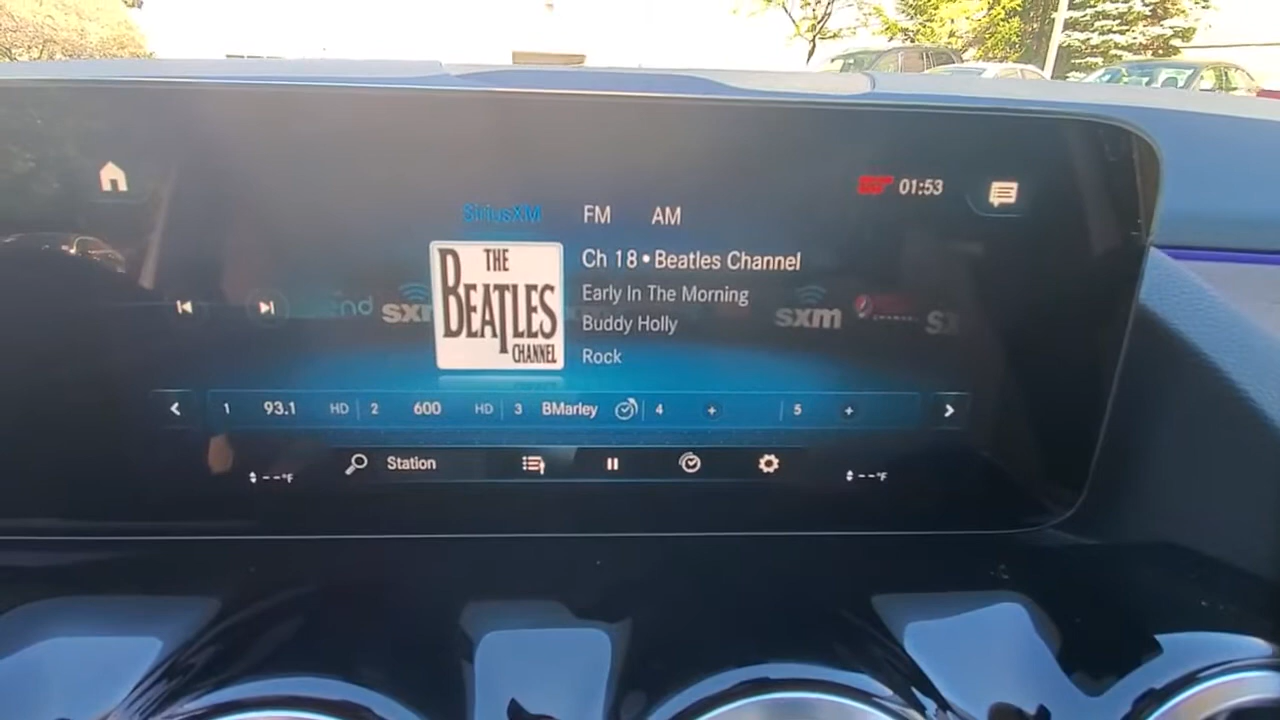 01:53
SiriusXM FM AM
THE BEATLES CHANNEL
Ch 18 • Beatles Channel
Early In The Morning
Buddy Holly
Rock
sxm
1 93.1 HD 2 600 HD 3 BMarley 4 + 5 +
Station
--°F
--°F